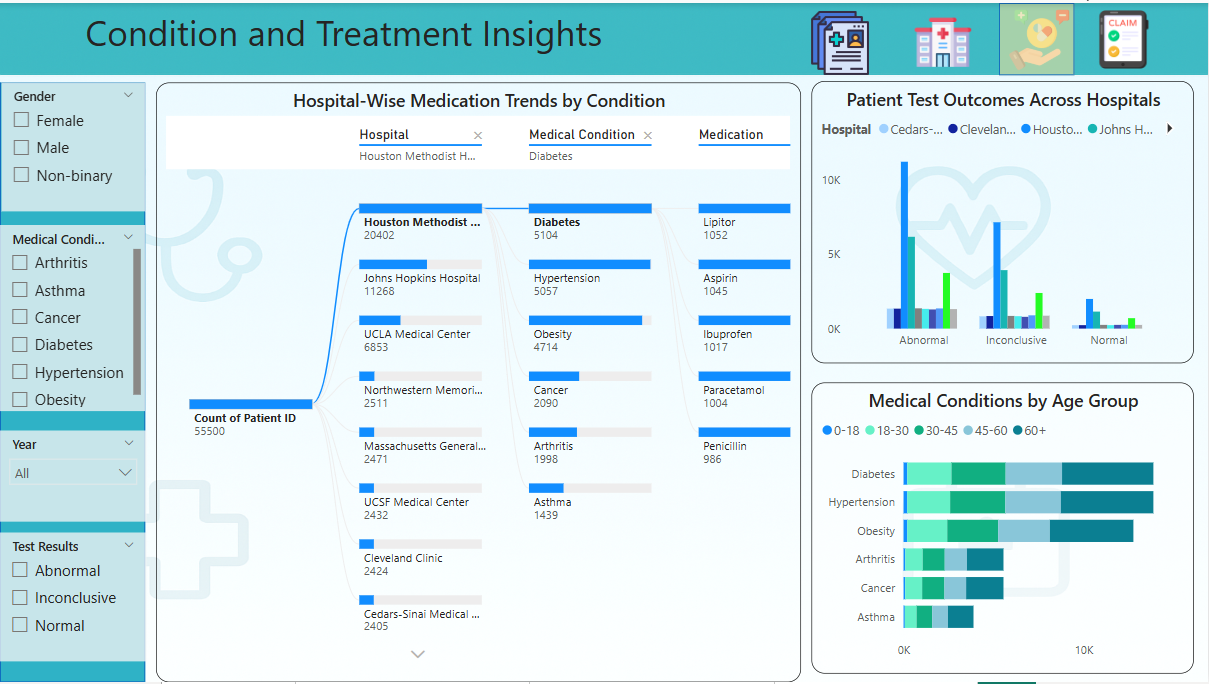 Condition and Treatment Insights
CLAIM
Gender
Female
Male
Non-binary
Medical Condi...
Arthritis
Asthma
Cancer
Diabetes
Hypertension
Obesity
Year
All
Test Results
Abnormal
Inconclusive
Normal
Hospital-Wise Medication Trends by Condition
Hospital
Houston Methodist H...
Medical Condition
Diabetes
Medication
Count of Patient ID
55500
Houston Methodist ...
20402
Johns Hopkins Hospital
11268
UCLA Medical Center
6853
Northwestern Memori...
2511
Massachusetts General...
2471
UCSF Medical Center
2432
Cleveland Clinic
2424
Cedars-Sinai Medical ...
2405
Diabetes
5104
Hypertension
5057
Obesity
4714
Cancer
2090
Arthritis
1998
Asthma
1439
Lipitor
1052
Aspirin
1045
Ibuprofen
1017
Paracetamol
1004
Penicillin
986
Patient Test Outcomes Across Hospitals
Hospital Cedars-... Clevelan... Housto... Johns H...
10K
5K
0K
Abnormal Inconclusive Normal
Medical Conditions by Age Group
0-18 18-30 30-45 45-60 60+
Diabetes
Hypertension
Obesity
Arthritis
Cancer
Asthma
0K 10K